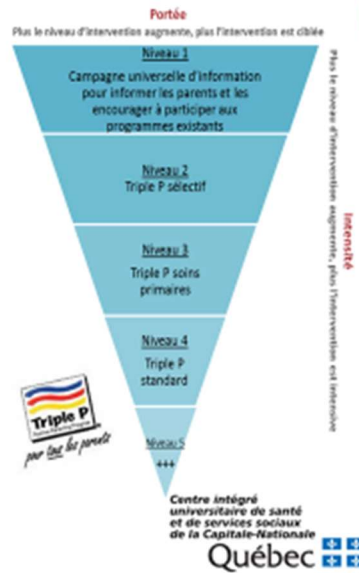 Portée
Plus le niveau d'intervention augmente, plus l'intervention est ciblée
Niveau 1
Campagne universelle d'information
pour informer les parents et les
encourager à participer aux
programmes existants
Niveau 2
Triple P sélectif
Niveau 3
Triple P soins
primaires
Niveau 4
Triple P
standard
Niveau 5
+++
Intensité
Plus le niveau d'intervention augmente, plus l'intervention est intensive
Triple P
pour tous les parents
Centre intégré
universitaire de santé
et de services sociaux
de la Capitale-Nationale
Québec